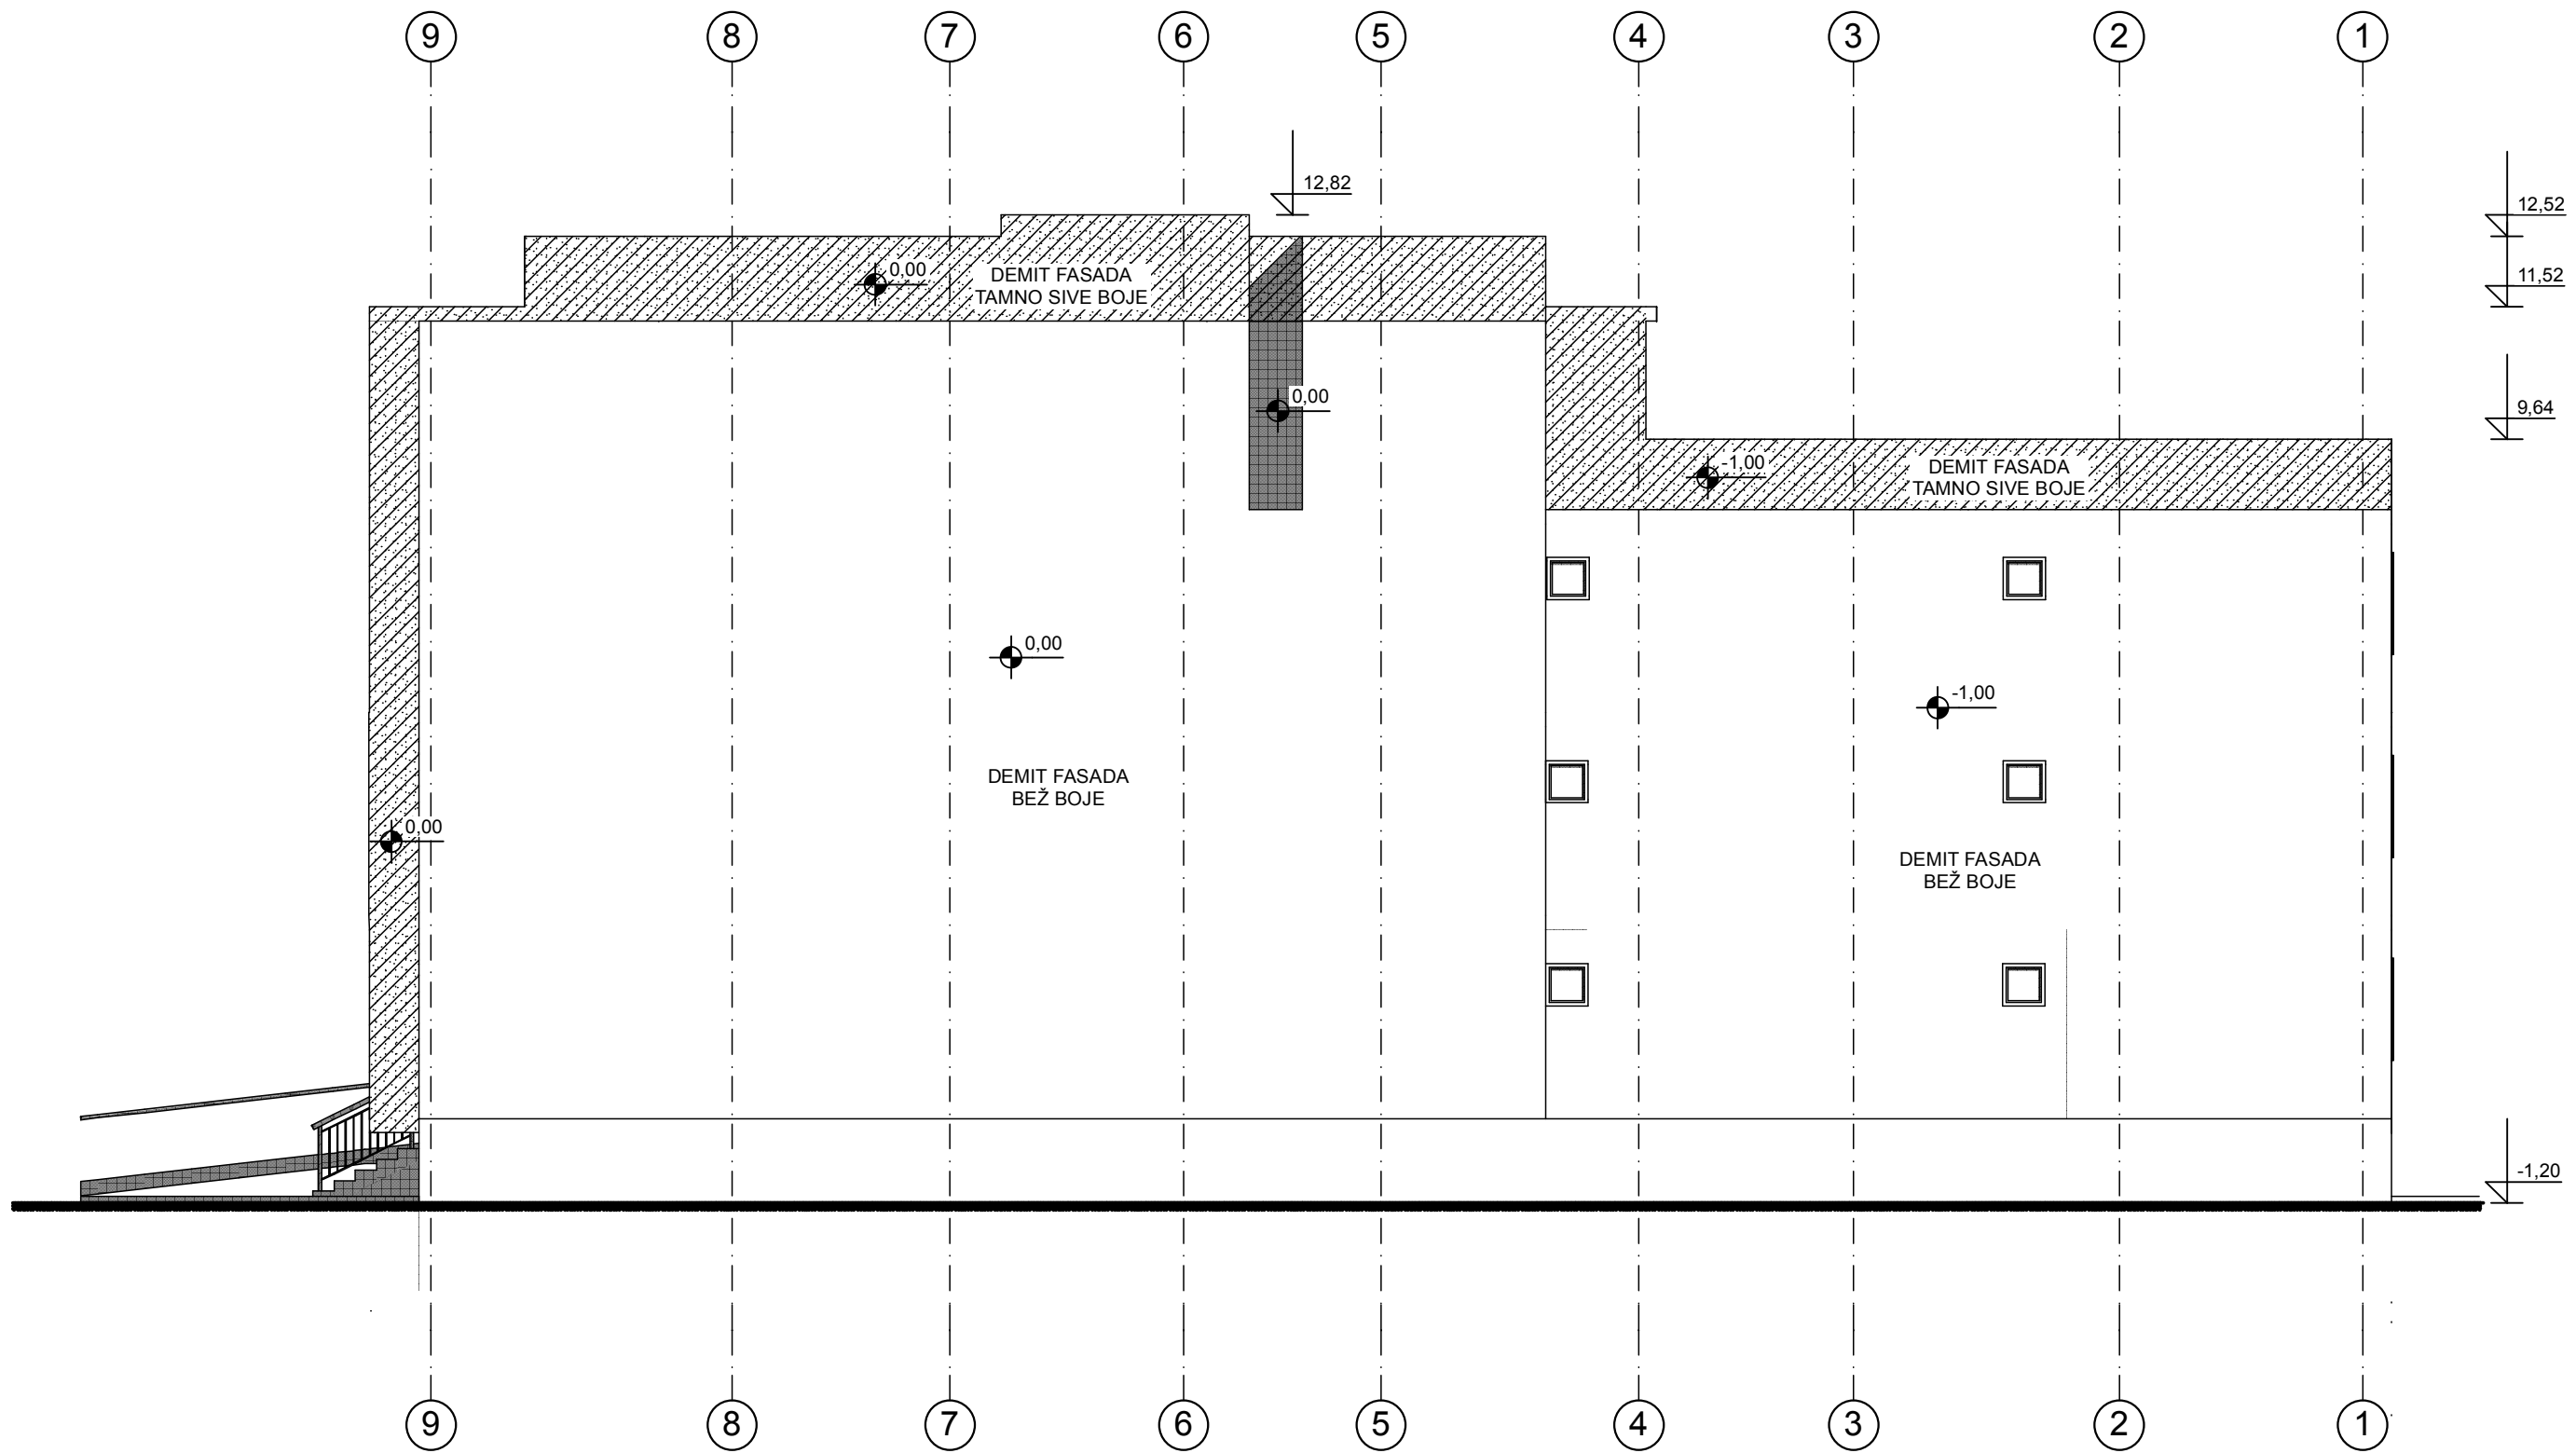 9 8 7 6 5 4 3 2 1
12,82
12,52
0,00
DEMIT FASADA
TAMNO SIVE BOJE
11,52
0,00
9,64
-1,00
DEMIT FASADA
TAMNO SIVE BOJE
0,00
-1,00
DEMIT FASADA
BEŽ BOJE
0,00
DEMIT FASADA
BEŽ BOJE
-1,20
9 8 7 6 5 4 3 2 1